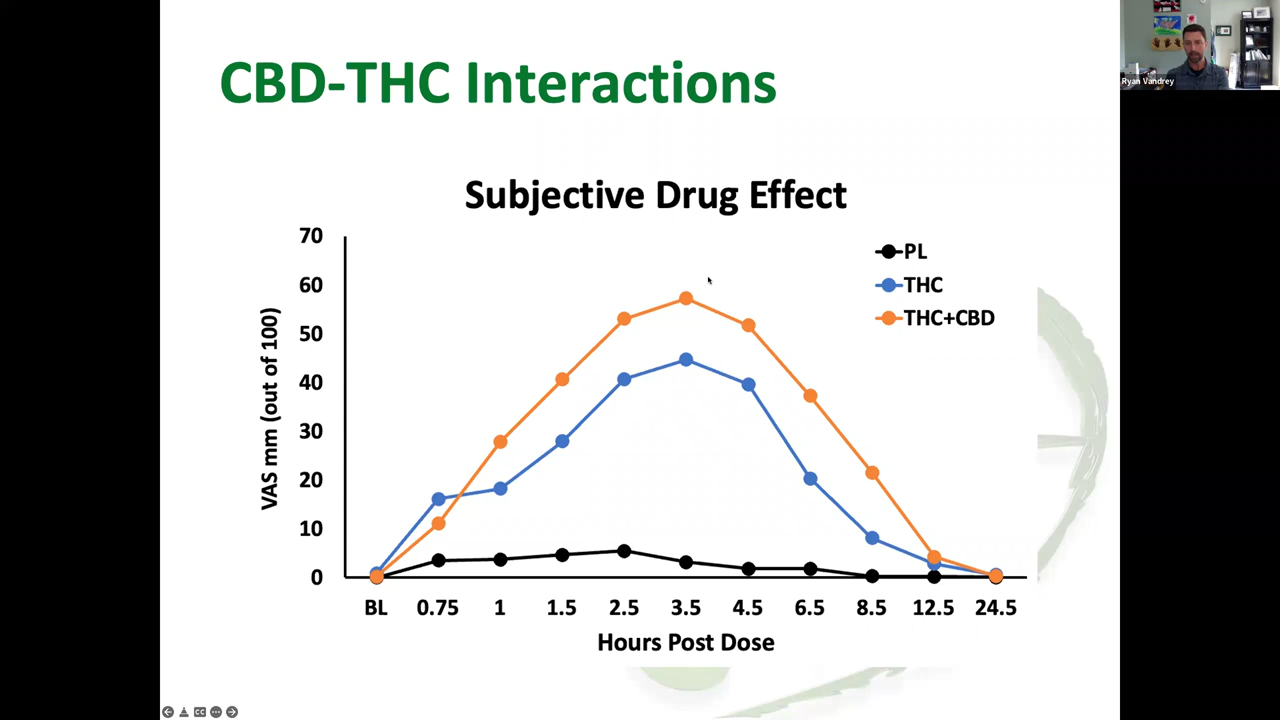 CBD-THC Interactions
Ryan Vandrey
Subjective Drug Effect
70
60
50
40
30
20
10
0
VAS mm (out of 100)
PL
THC
THC+CBD
BL 0.75 1 1.5 2.5 3.5 4.5 6.5 8.5 12.5 24.5
Hours Post Dose
CC